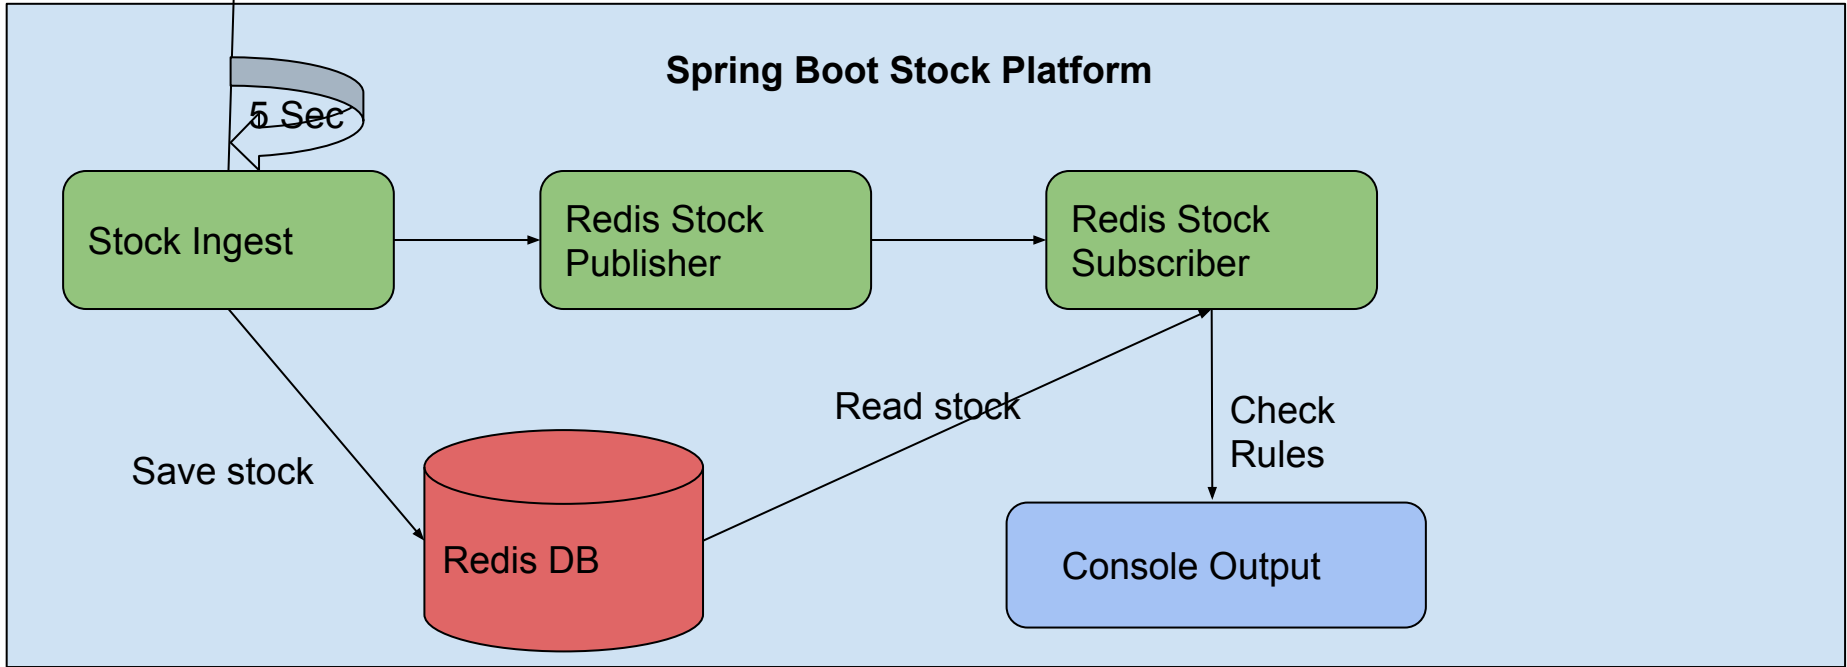 Spring Boot Stock Platform
5 Sec
Stock Ingest
Redis Stock
Publisher
Redis Stock
Subscriber
Read stock
Check
Rules
Save stock
Redis DB
Console Output